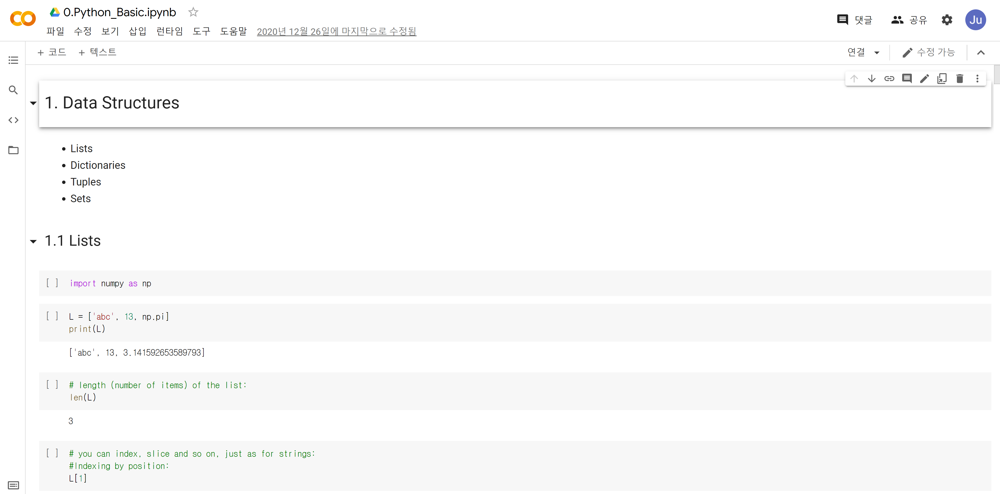 0.Python_Basic.ipynb
파일 수정 보기 삽입 런타임 도구 도움말 2020년 12월 26일에 마지막으로 수정됨
댓글 공유 Ju
+ 코드 + 텍스트
연결 수정 가능
1. Data Structures
• Lists
• Dictionaries
• Tuples
• Sets
1.1 Lists
[ ] import numpy as np
[ ] L = ['abc', 13, np.pi]
print(L)
['abc', 13, 3.141592653589793]
[ ] # length (number of items) of the list:
len(L)
3
[ ] # you can index, slice and so on, just as for strings:
#Indexing by position:
L[1]